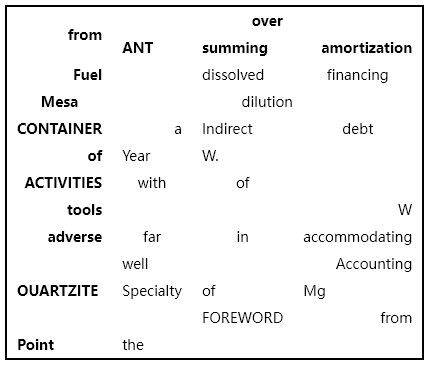 from ANT over summing amortization
Fuel dissolved financing
Mesa dilution
CONTAINER a Indirect debt
of Year W.
ACTIVITIES with of
tools W
adverse far in accommodating
well Accounting
OUARTZITE Specialty of Mg
FOREWORD from
Point the